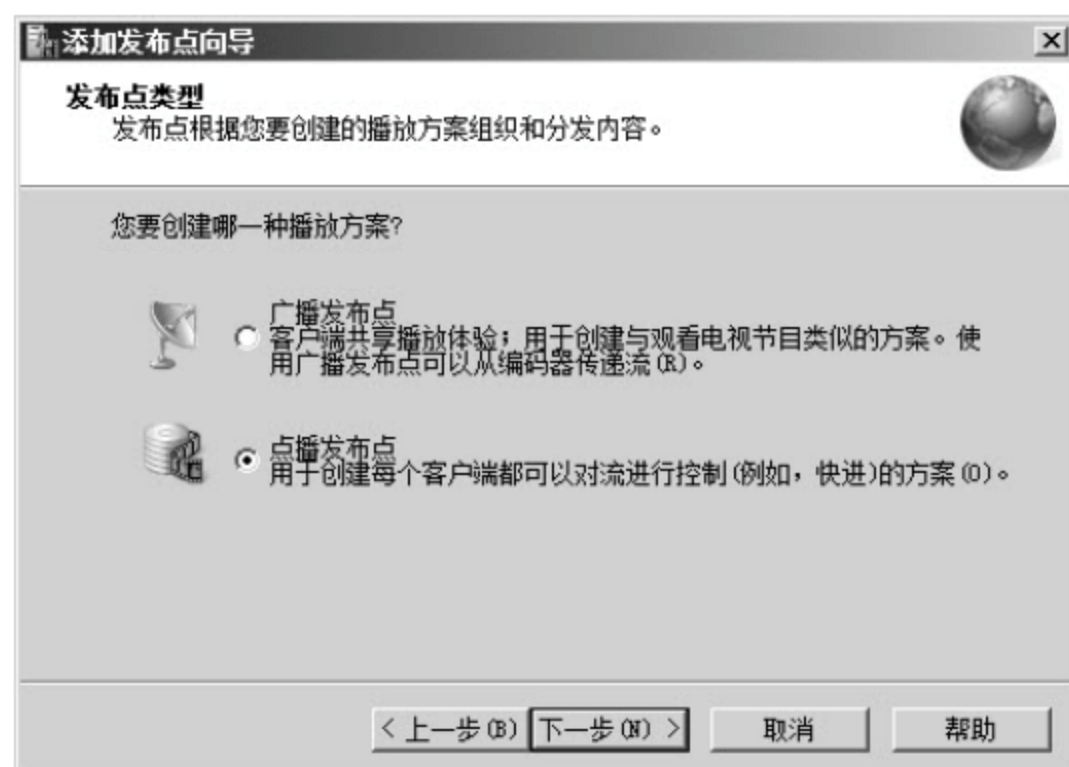 添加发布点向导
发布点类型
发布点根据您要创建的播放方案组织和分发内容。
您要创建哪一种播放方案?
广播发布点
客户端共享播放体验；用于创建与观看电视节目类似的方案。使
用广播发布点可以从编码器传递流(R)。
点播发布点
用于创建每个客户端都可以对流进行控制(例如，快进)的方案(O)。
< 上一步(B) 下一步(N) > 取消 帮助